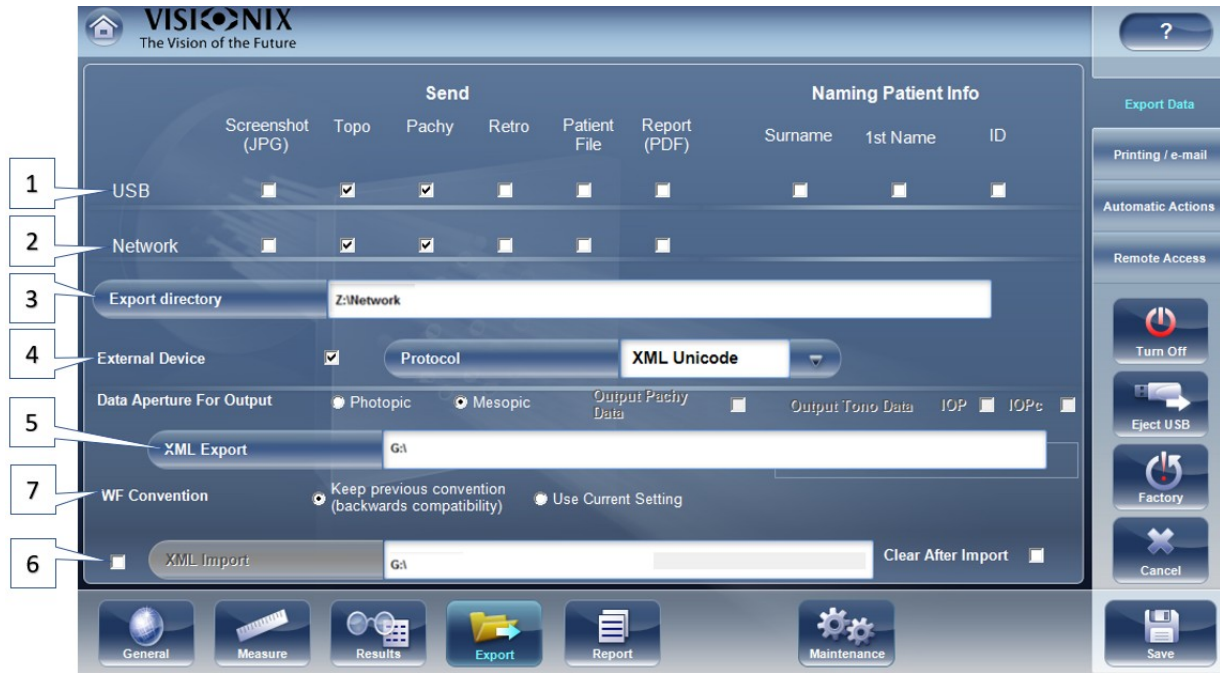 VISIONIX
The Vision of the Future
?
Send
Naming Patient Info
Screenshot (JPG)
Topo
Pachy
Retro
Patient File
Report (PDF)
Surname
1st Name
ID
1
USB
2
Network
3
Export directory
Z:\Network
4
External Device
Protocol
XML Unicode
Data Aperture For Output
Photopic
Mesopic
Output Pachy Data
Output Tono Data
IOP
IOPc
5
XML Export
G:\
7
WF Convention
Keep previous convention
(backwards compatibility)
Use Current Setting
6
XML Import
G:\
Clear After Import
Export Data
Printing / e-mail
Automatic Actions
Remote Access
Turn Off
Eject USB
Factory
Cancel
General
Measure
Results
Export
Report
Maintenance
Save